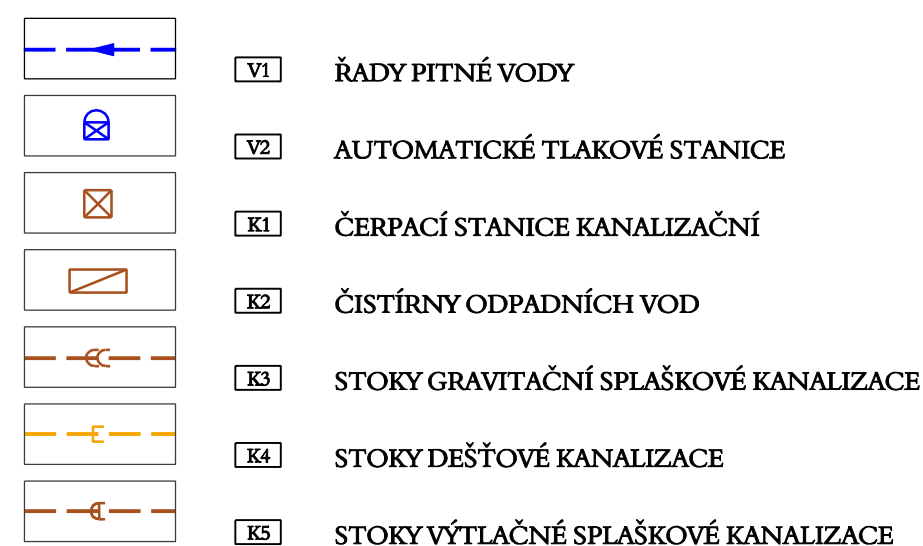 V1 ŘADY PITNÉ VODY
V2 AUTOMATICKÉ TLAKOVÉ STANICE
K1 ČERPACÍ STANICE KANALIZAČNÍ
K2 ČISTÍRNY ODPADNÍCH VOD
K3 STOKY GRAVITAČNÍ SPLAŠKOVÉ KANALIZACE
K4 STOKY DEŠŤOVÉ KANALIZACE
K5 STOKY VÝTLAČNÉ SPLAŠKOVÉ KANALIZACE